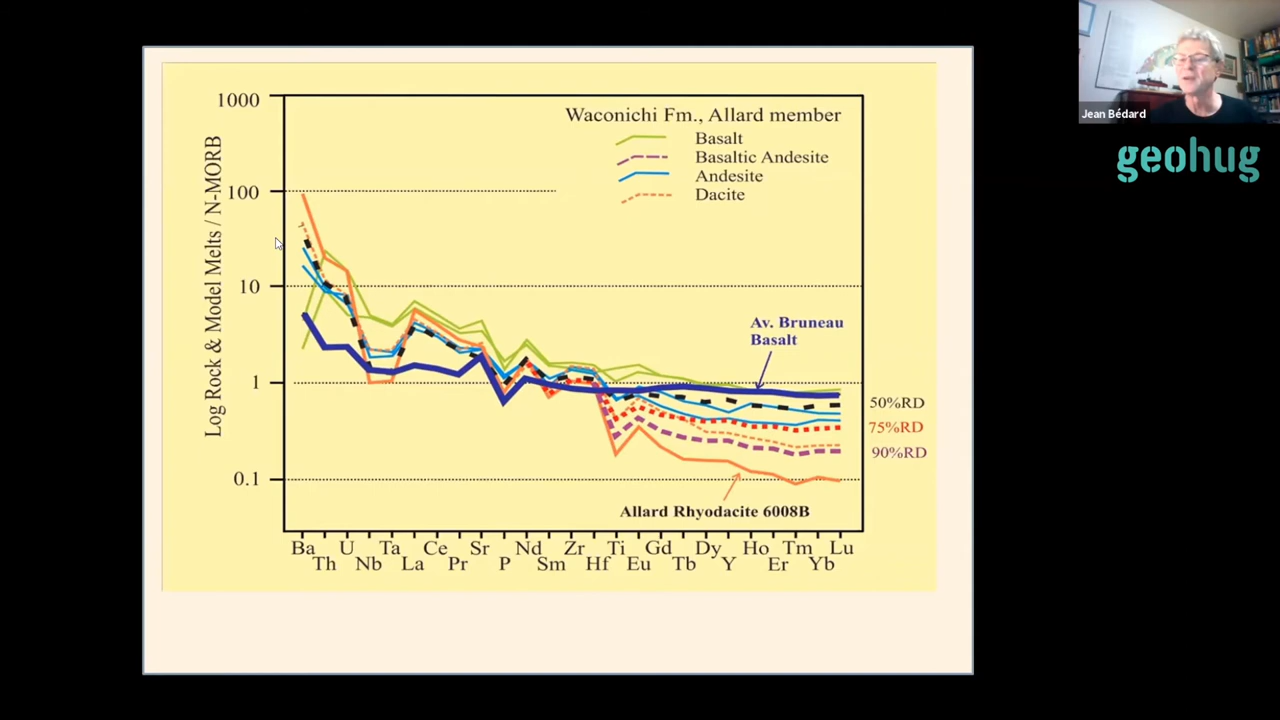 1000
100
10
1
0.1
Log Rock & Model Melts / N-MORB
Waconichi Fm., Allard member
Basalt
Basaltic Andesite
Andesite
Dacite
Av. Bruneau
Basalt
50%RD
75%RD
90%RD
Allard Rhyodacite 6008B
Ba U Ta Ce Sr Nd Zr Ti Gd Dy Ho Tm Lu
Th Nb La Pr P Sm Hf Eu Tb Y Er Yb
Jean Bédard
geohug